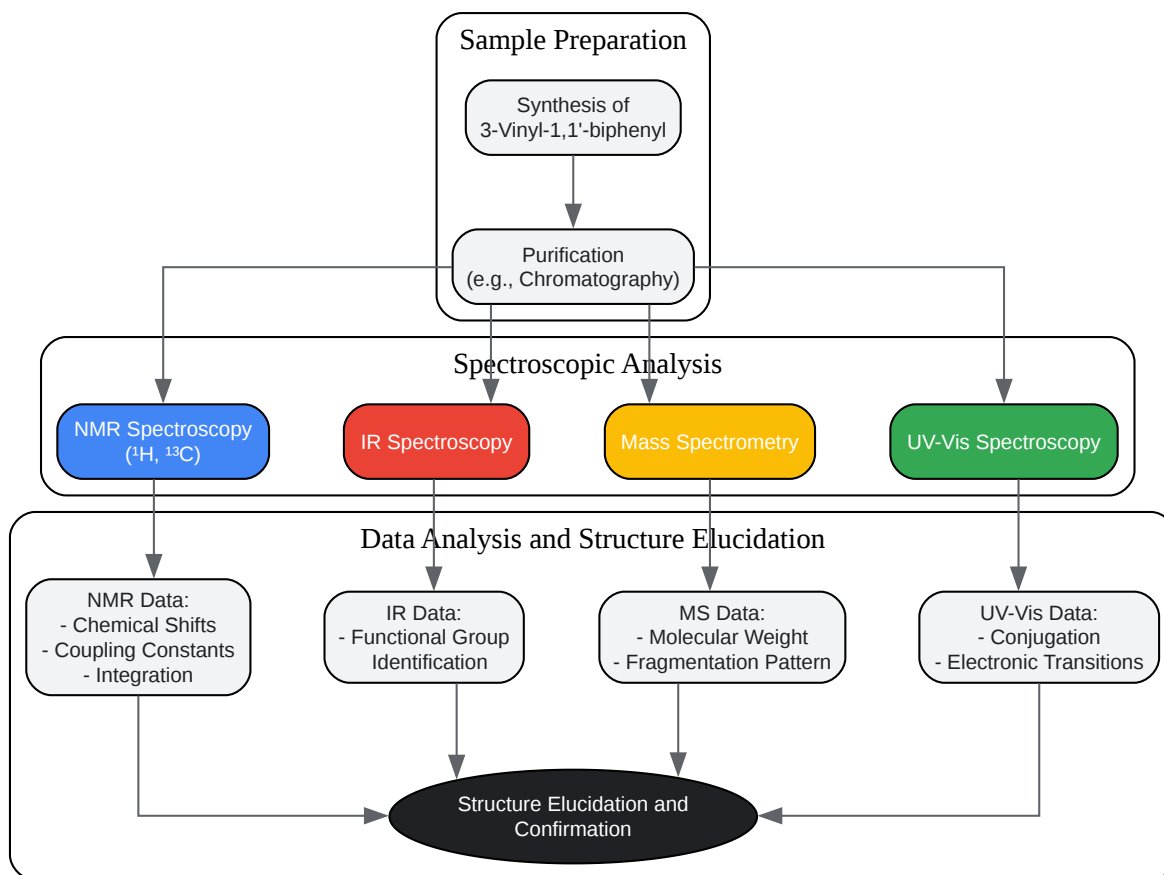 Sample Preparation
Synthesis of
3-Vinyl-1,1'-biphenyl
Purification
(e.g., Chromatography)
Spectroscopic Analysis
NMR Spectroscopy
(¹H, ¹³C)
IR Spectroscopy
Mass Spectrometry
UV-Vis Spectroscopy
Data Analysis and Structure Elucidation
NMR Data:
- Chemical Shifts
- Coupling Constants
- Integration
IR Data:
- Functional Group
Identification
MS Data:
- Molecular Weight
- Fragmentation Pattern
UV-Vis Data:
- Conjugation
- Electronic Transitions
Structure Elucidation and
Confirmation